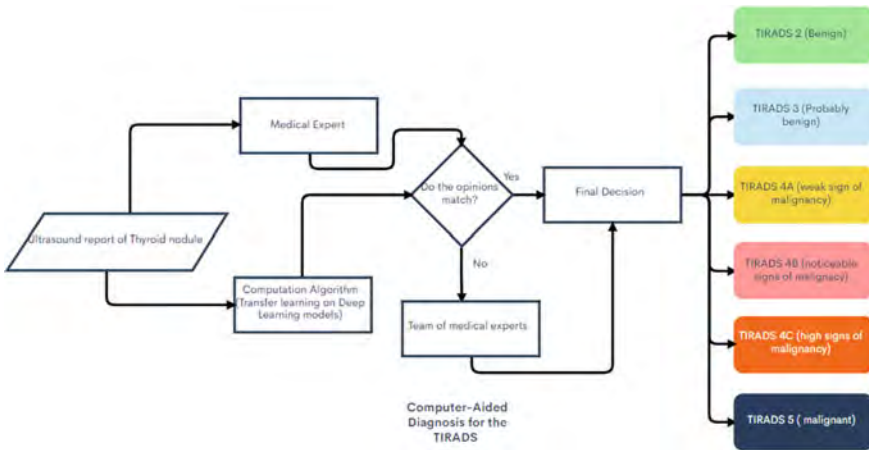 TIRADS 2 (Benign)
Medical Expert
TIRADS 3 (Probably
benign)
Do the opinions
match?
Yes
Final Decision
TIRADS 4A (weak sign of
malignancy)
Ultrasound report of Thyroid nodule
No
TIRADS 4B (noticeable
signs of malignacy)
Computation Algorithm
(Transfer learning on Deep
Learning models)
Team of medical experts
TIRADS 4C (high signs of
malignancy)
Computer-Aided
Diagnosis for the
TIRADS
TIRADS 5 ( malignant)